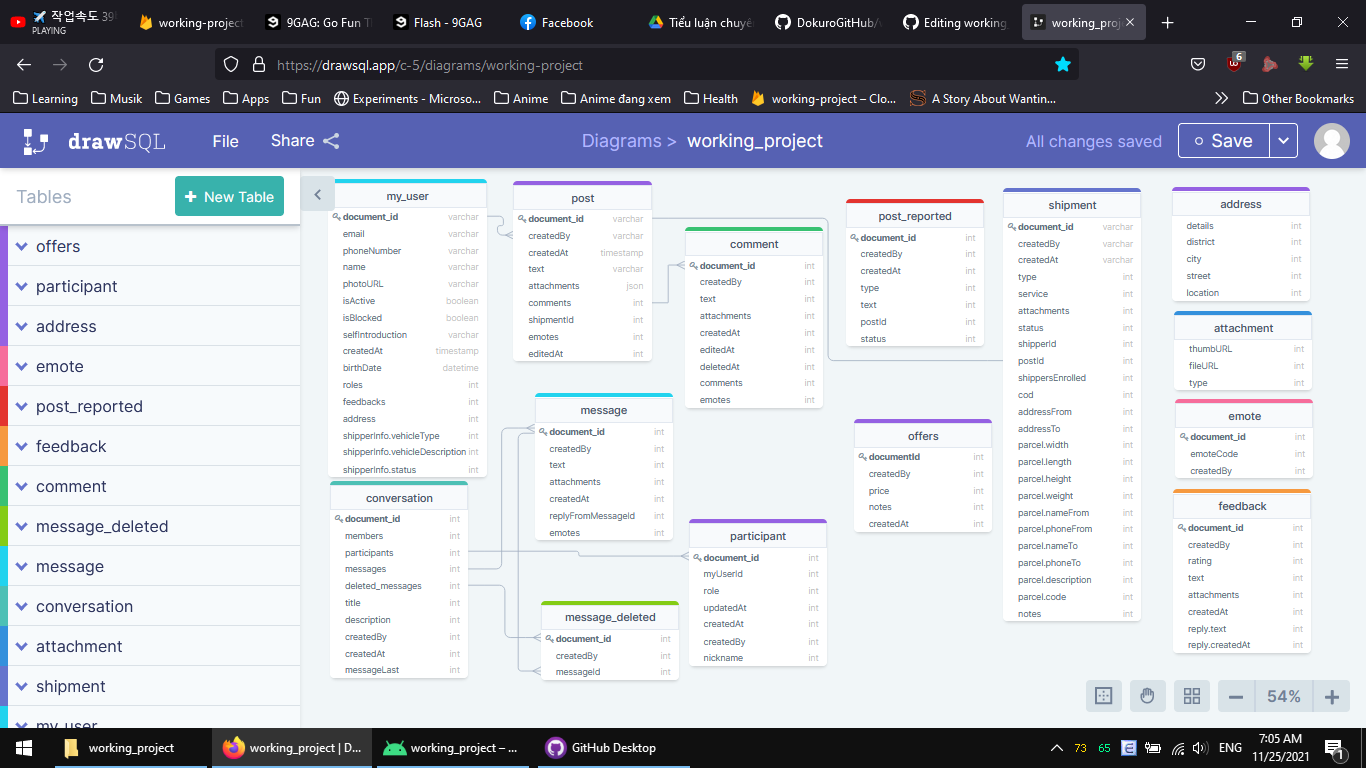 作業속도 39
PLAYING
working-project
9GAG: Go Fun T
Flash - 9GAG
Facebook
Tiểu luận chuyê
DokuroGitHub/
Editing working_
working_proj
https://drawsql.app/c-5/diagrams/working-project
6
Learning
Musik
Games
Apps
Fun
Experiments - Microso...
Anime
Anime đang xem
Health
working-project – Clo...
A Story About Wantin...
Other Bookmarks
drawSQL
File
Share
Diagrams > working_project
All changes saved
Save
Tables
+ New Table
offers
participant
address
emote
post_reported
feedback
comment
message_deleted
message
conversation
attachment
shipment
my_user
my_user
document_id varchar
email varchar
phoneNumber varchar
name varchar
photoURL varchar
isActive boolean
isBlocked boolean
selfIntroduction varchar
createdAt timestamp
birthDate datetime
roles int
feedbacks int
address int
shipperInfo.vehicleType int
shipperInfo.vehicleDescription int
shipperInfo.status int
conversation
document_id int
members int
participants int
messages int
deleted_messages int
title int
description int
createdBy int
createdAt int
messageLast int
post
document_id varchar
createdBy varchar
createdAt timestamp
text varchar
attachments json
comments int
shipmentId int
emotes int
editedAt int
message
document_id int
createdBy int
text int
attachments int
createdAt int
replyFromMessageId int
emotes int
message_deleted
document_id int
createdBy int
messageId int
comment
document_id int
createdBy int
text int
attachments int
createdAt int
editedAt int
deletedAt int
comments int
emotes int
participant
document_id int
myUserId int
role int
updatedAt int
createdAt int
createdBy int
nickname int
post_reported
document_id int
createdBy int
createdAt int
type int
text int
postId int
status int
offers
documentId int
createdBy int
price int
notes int
createdAt int
shipment
document_id varchar
createdBy varchar
createdAt varchar
type int
service int
attachments int
status int
shipperId int
postId int
shippersEnrolled int
cod int
addressFrom int
addressTo int
parcel.width int
parcel.length int
parcel.height int
parcel.weight int
parcel.nameFrom int
parcel.phoneFrom int
parcel.nameTo int
parcel.phoneTo int
parcel.description int
parcel.code int
notes int
address
details int
district int
city int
street int
location int
attachment
thumbURL int
fileURL int
type int
emote
document_id int
emoteCode int
createdBy int
feedback
document_id int
createdBy int
rating int
text int
attachments int
createdAt int
reply.text int
reply.createdAt int
54%
working_project
working_project | D...
working_project – ...
GitHub Desktop
73
65
ENG
7:05 AM
11/25/2021
1